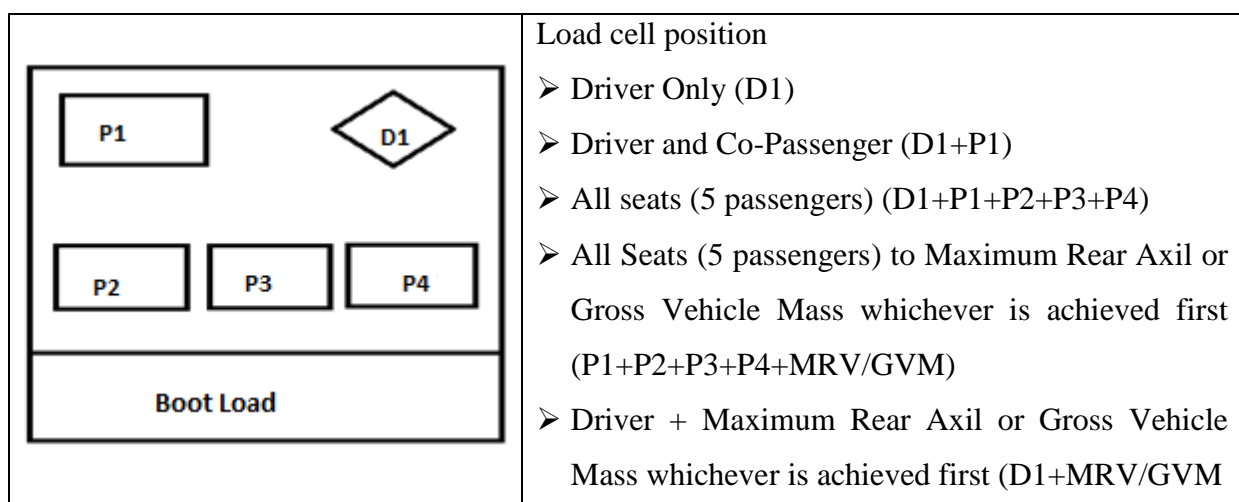 P1
D1
P2
P3
P4
Boot Load
Load cell position
➢ Driver Only (D1)
➢ Driver and Co-Passenger (D1+P1)
➢ All seats (5 passengers) (D1+P1+P2+P3+P4)
➢ All Seats (5 passengers) to Maximum Rear Axil or
Gross Vehicle Mass whichever is achieved first
(P1+P2+P3+P4+MRV/GVM)
➢ Driver + Maximum Rear Axil or Gross Vehicle
Mass whichever is achieved first (D1+MRV/GVM